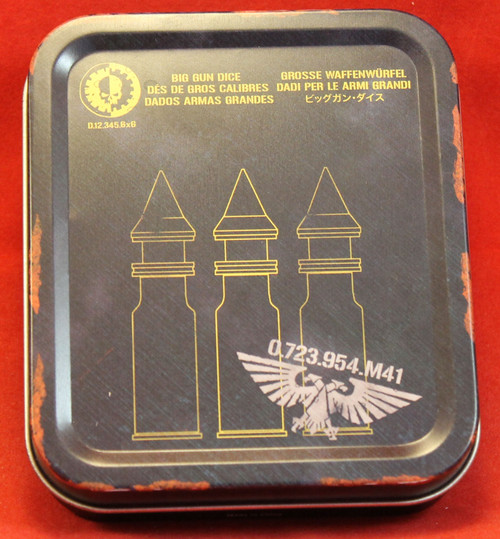 BIG GUN DICE
DÉS DE GROS CALIBRES
DADOS ARMAS GRANDES
GROSSE WAFFENWÜRFEL
DADI PER LE ARMI GRANDI
ビッグガン・ダイス
0.12.345.6x6
0.723.954.M41